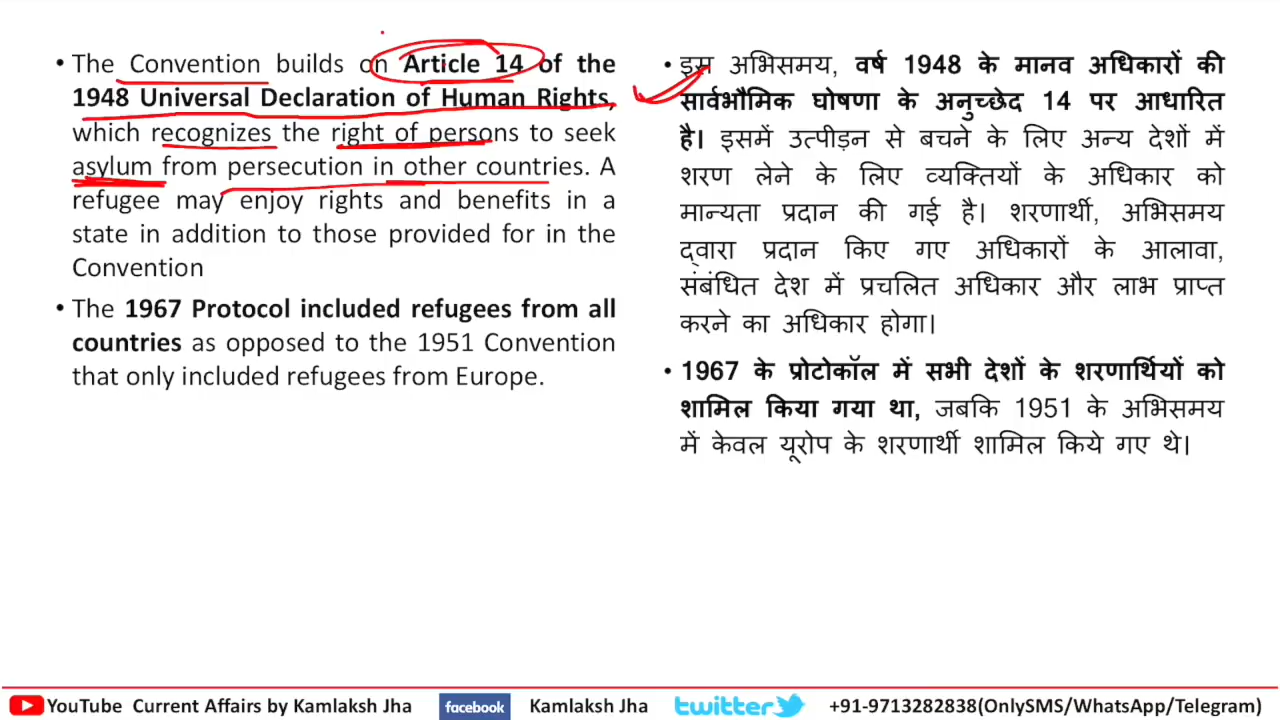 • The Convention builds on Article 14 of the
1948 Universal Declaration of Human Rights,
which recognizes the right of persons to seek
asylum from persecution in other countries. A
refugee may enjoy rights and benefits in a
state in addition to those provided for in the
Convention
• The 1967 Protocol included refugees from all
countries as opposed to the 1951 Convention
that only included refugees from Europe.
• इस अभिसमय, वर्ष 1948 के मानव अधिकारों की
सार्वभौमिक घोषणा के अनुच्छेद 14 पर आधारित
है। इसमें उत्पीड़न से बचने के लिए अन्य देशों में
शरण लेने के लिए व्यक्तियों के अधिकार को
मान्यता प्रदान की गई है। शरणार्थी, अभिसमय
द्वारा प्रदान किए गए अधिकारों के आलावा,
संबंधित देश में प्रचलित अधिकार और लाभ प्राप्त
करने का अधिकार होगा।
• 1967 के प्रोटोकॉल में सभी देशों के शरणार्थियों को
शामिल किया गया था, जबकि 1951 के अभिसमय
में केवल यूरोप के शरणार्थी शामिल किये गए थे।
YouTube Current Affairs by Kamlaksh Jha facebook Kamlaksh Jha twitter +91-9713282838(OnlySMS/WhatsApp/Telegram)